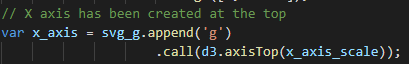 // X axis has been created at the top
var x_axis = svg_g.append('g')
.call(d3.axisTop(x_axis_scale));